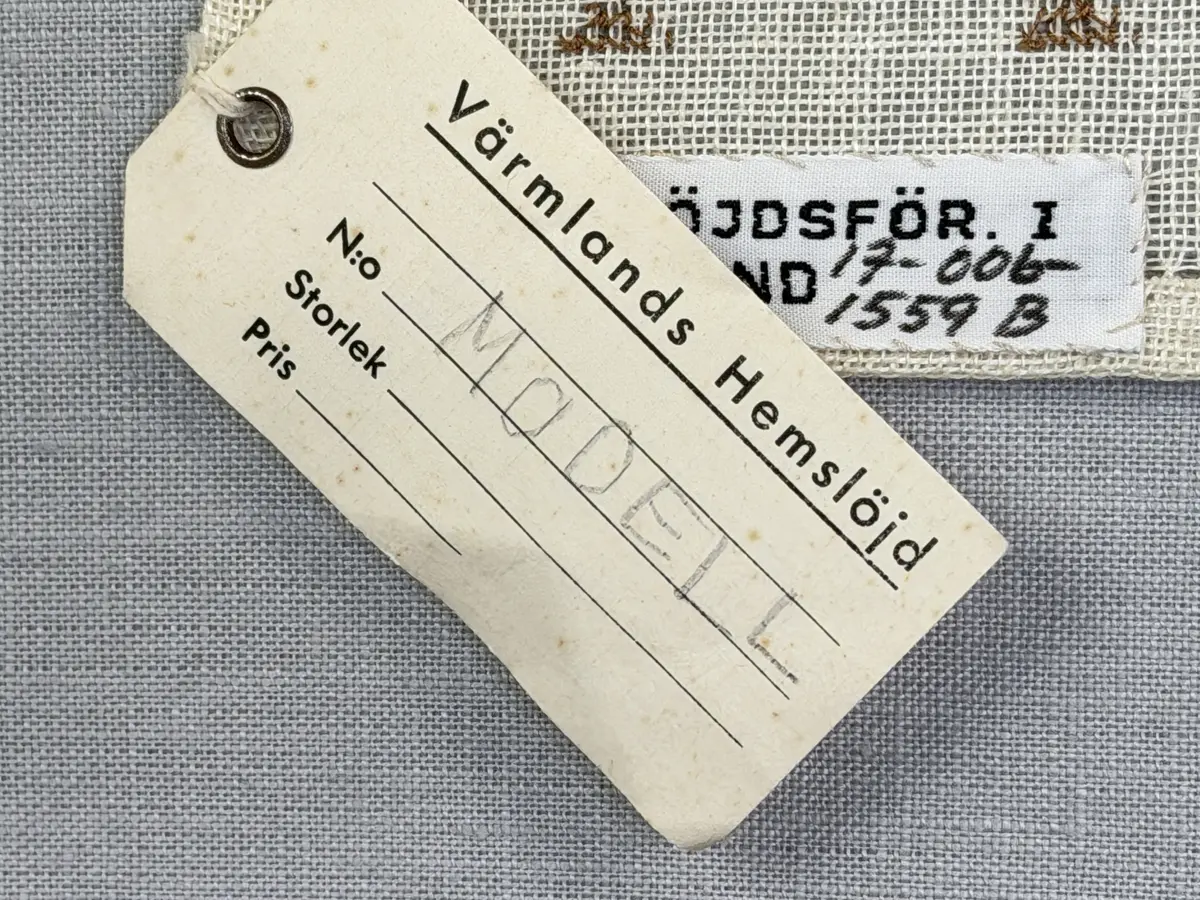 Värmlands Hemslöjd
MODELL
N:o
Storlek
Pris
ÖJDSFÖR. I
ND 17-006-
1559 B